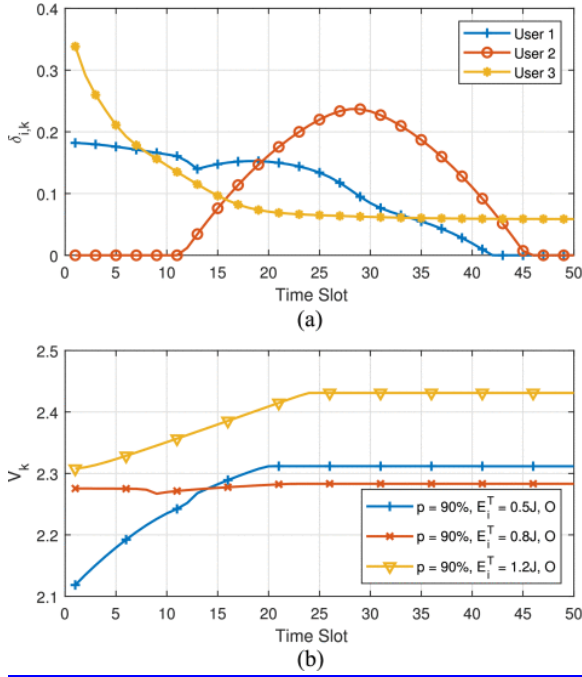 0.4
0.3
0.2
0.1
0
δ̄i,k
User 1
User 2
User 3
0 5 10 15 20 25 30 35 40 45 50
Time Slot
(a)
2.5
2.4
2.3
2.2
2.1
Vk
p = 90%, EiT = 0.5J, O
p = 90%, EiT = 0.8J, O
p = 90%, EiT = 1.2J, O
0 5 10 15 20 25 30 35 40 45 50
Time Slot
(b)